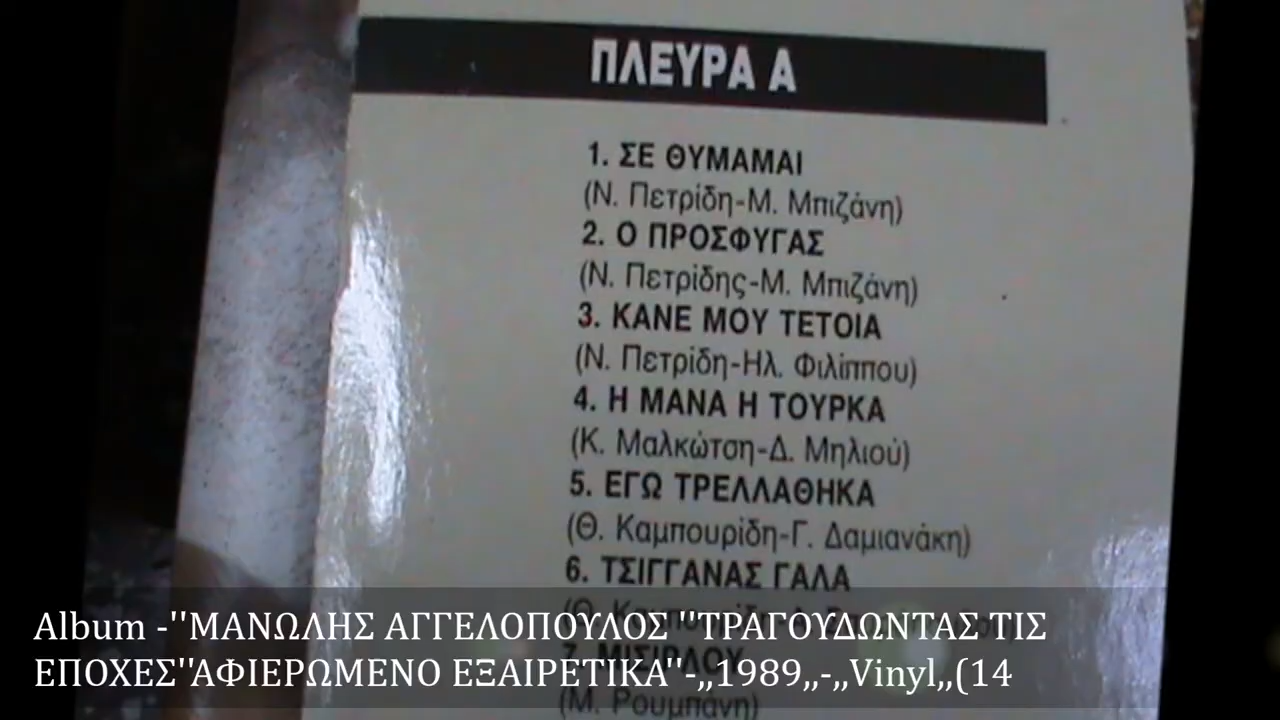 ΠΛΕΥΡΑ Α
1. ΣΕ ΘΥΜΑΜΑΙ
(Ν. Πετρίδη-Μ. Μπιζάνη)
2. Ο ΠΡΟΣΦΥΓΑΣ
(Ν. Πετρίδης-Μ. Μπιζάνη)
3. ΚΑΝΕ ΜΟΥ ΤΕΤΟΙΑ
(Ν. Πετρίδη-Ηλ. Φιλίππου)
4. Η ΜΑΝΑ Η ΤΟΥΡΚΑ
(Κ. Μαλκώτση-Δ. Μηλιού)
5. ΕΓΩ ΤΡΕΛΛΑΘΗΚΑ
(Θ. Καμπουρίδη-Γ. Δαμιανάκη)
6. ΤΣΙΓΓΑΝΑΣ ΓΑΛΑ
(Θ. Καμπουρίδη
7. ΜΙΣΙΡΛΟΥ
(Μ. Ρουμπάνη)
Album -''ΜΑΝΩΛΗΣ ΑΓΓΕΛΟΠΟΥΛΟΣ ''ΤΡΑΓΟΥΔΩΝΤΑΣ ΤΙΣ
ΕΠΟΧΕΣ''ΑΦΙΕΡΩΜΕΝΟ ΕΞΑΙΡΕΤΙΚΑ''-,,1989,,-,,Vinyl,,(14